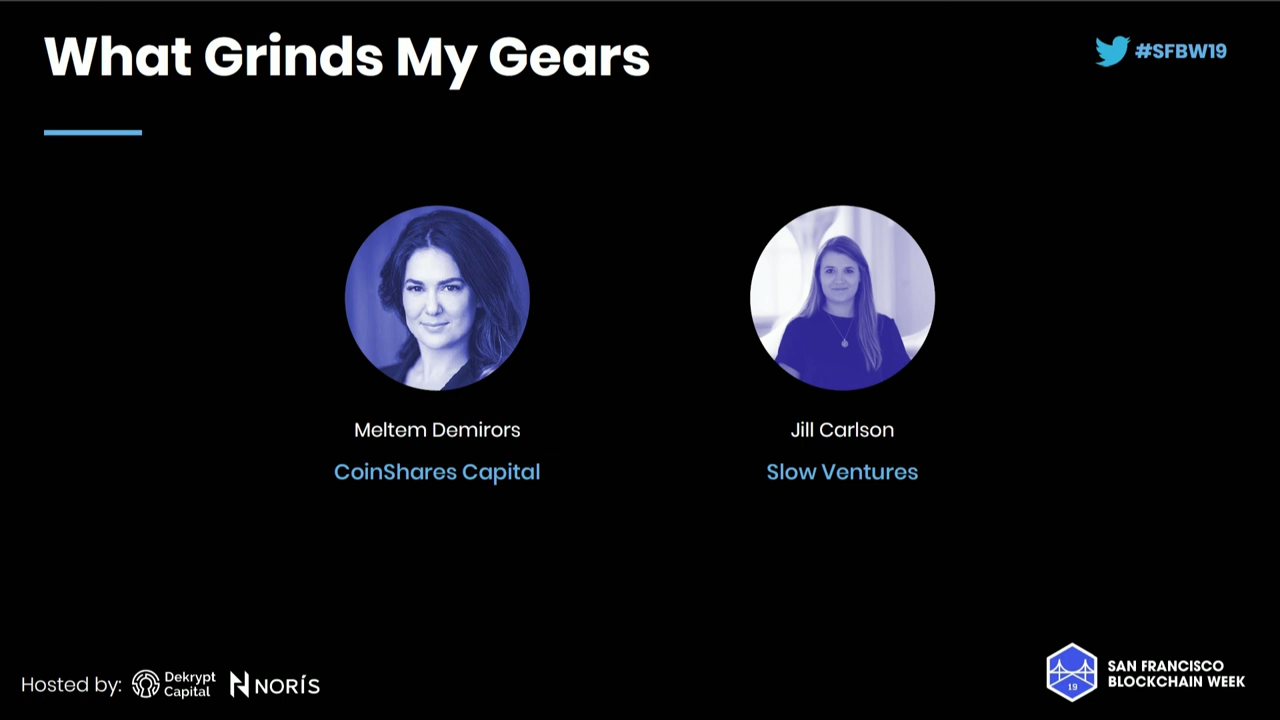 What Grinds My Gears
#SFBW19
Meltem Demirors
Jill Carlson
CoinShares Capital
Slow Ventures
Hosted by:
Dekrypt
Capital
NORÍS
19
SAN FRANCISCO
BLOCKCHAIN WEEK